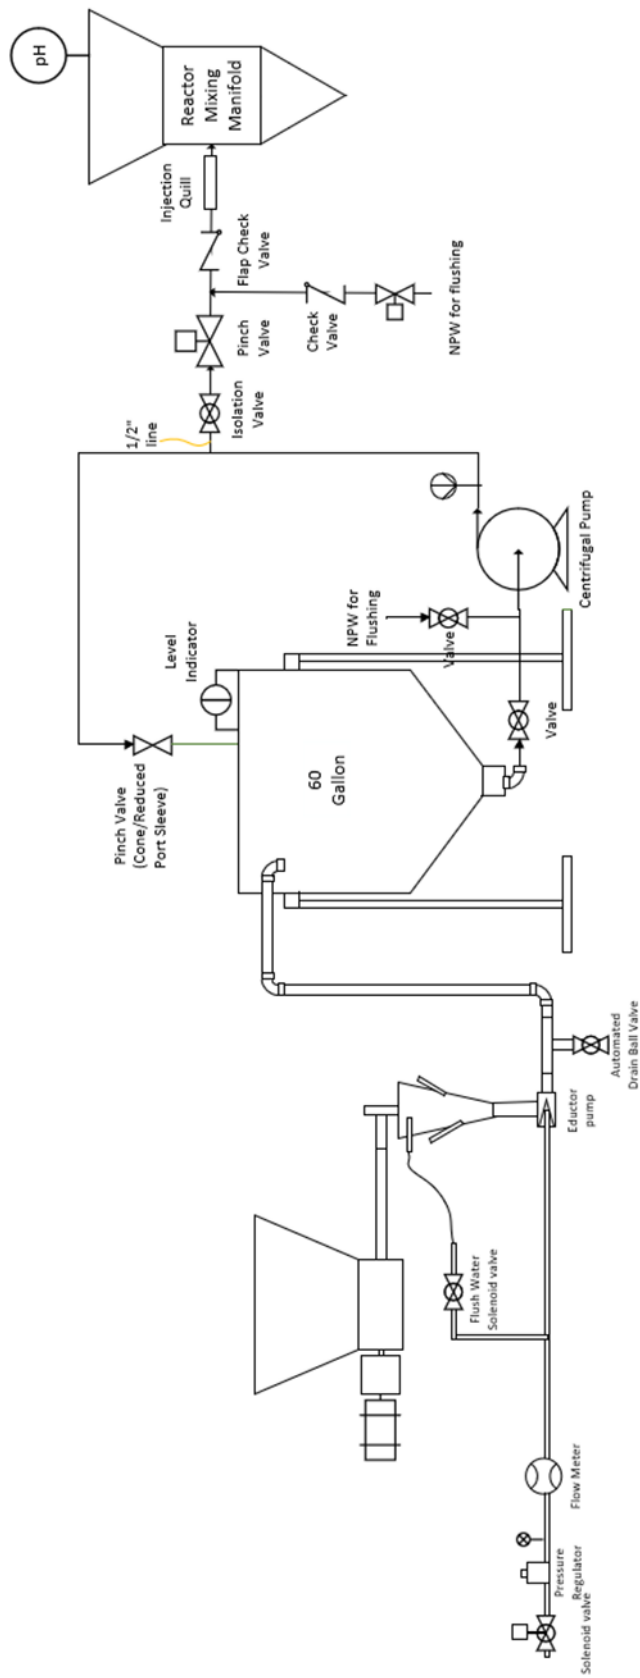 pH
Reactor
Mixing
Manifold
Injection
Quill
Flap Check
Valve
Pinch
Valve
Check
Valve
NPW for flushing
Isolation
Valve
1/2"
line
Centrifugal Pump
NPW for
Flushing
Valve
Valve
Level
Indicator
60
Gallon
Pinch Valve
(Cone/Reduced
Port Sleeve)
Automated
Drain Ball Valve
Eductor
pump
Flush Water
Solenoid valve
Flow Meter
Pressure
Regulator
Solenoid valve